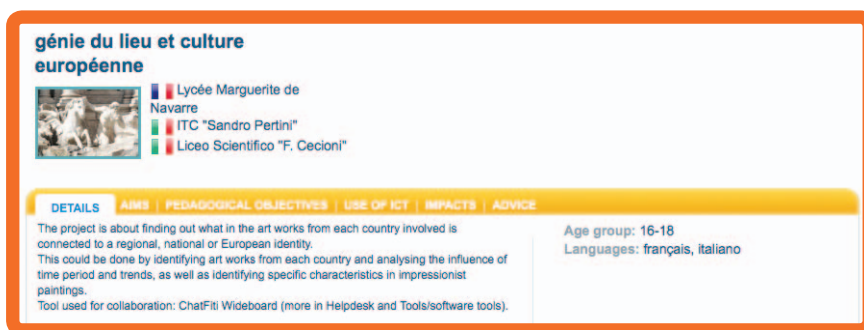 génie du lieu et culture
européenne
Lycée Marguerite de
Navarre
ITC "Sandro Pertini"
Liceo Scientifico "F. Cecioni"
DETAILS AIMS | PEDAGOGICAL OBJECTIVES | USE OF ICT | IMPACTS | ADVICE
The project is about finding out what in the art works from each country involved is
connected to a regional, national or European identity.
This could be done by identifying art works from each country and analysing the influence of
time period and trends, as well as identifying specific characteristics in impressionist
paintings.
Tool used for collaboration: ChatFiti Wideboard (more in Helpdesk and Tools/software tools).
Age group: 16-18
Languages: français, italiano